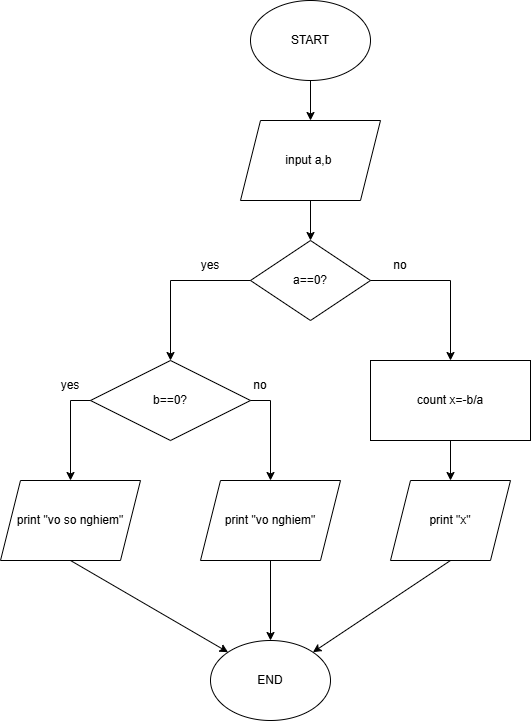 START
input a,b
a==0?
yes
no
b==0?
yes
no
count x=-b/a
print "vo so nghiem"
print "vo nghiem"
print "x"
END